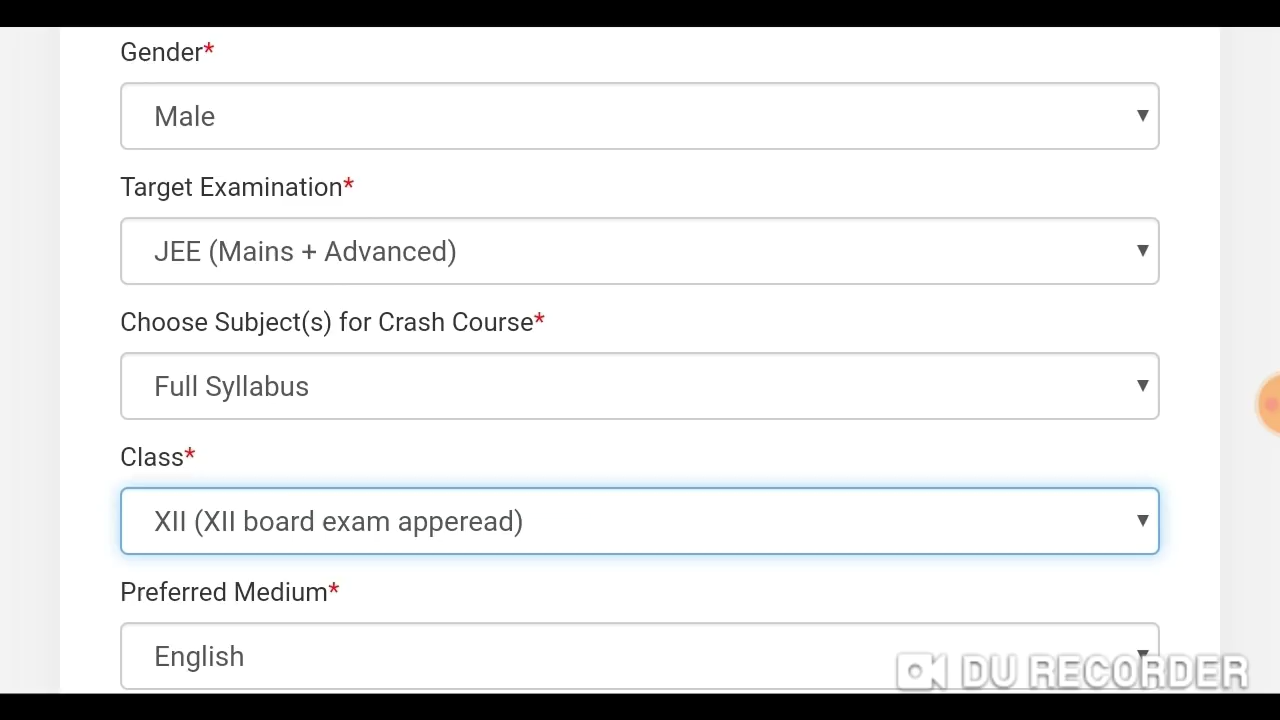 Gender*
Male
Target Examination*
JEE (Mains + Advanced)
Choose Subject(s) for Crash Course*
Full Syllabus
Class*
XII (XII board exam apperead)
Preferred Medium*
English
DU RECORDER